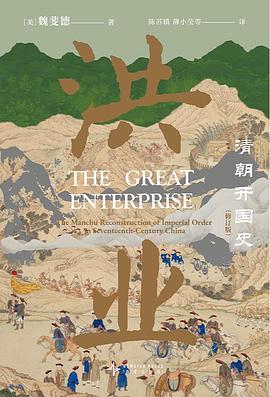 [美] 魏斐德 —— 著
陈苏镇 薄小莹等 —— 译
洪业
清朝开国史
[修订版]
THE GREAT
ENTERPRISE
The Manchu Reconstruction of Imperial Order
in Seventeenth-Century China